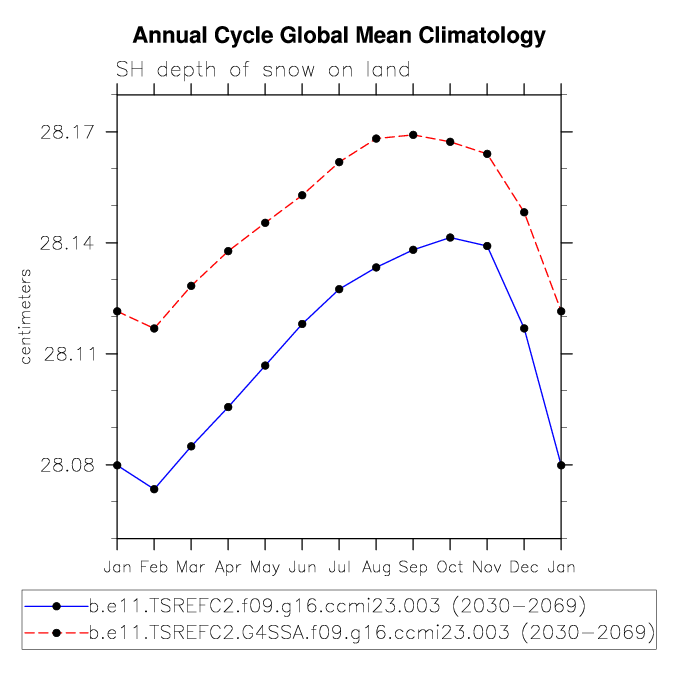 Annual Cycle Global Mean Climatology
SH depth of snow on land
28.17
28.14
28.11
28.08
centimeters
Jan Feb Mar Apr May Jun Jul Aug Sep Oct Nov Dec Jan
b.e11.TSREFC2.f09.g16.ccmi23.003 (2030-2069)
b.e11.TSREFC2.G4SSA.f09.g16.ccmi23.003 (2030-2069)